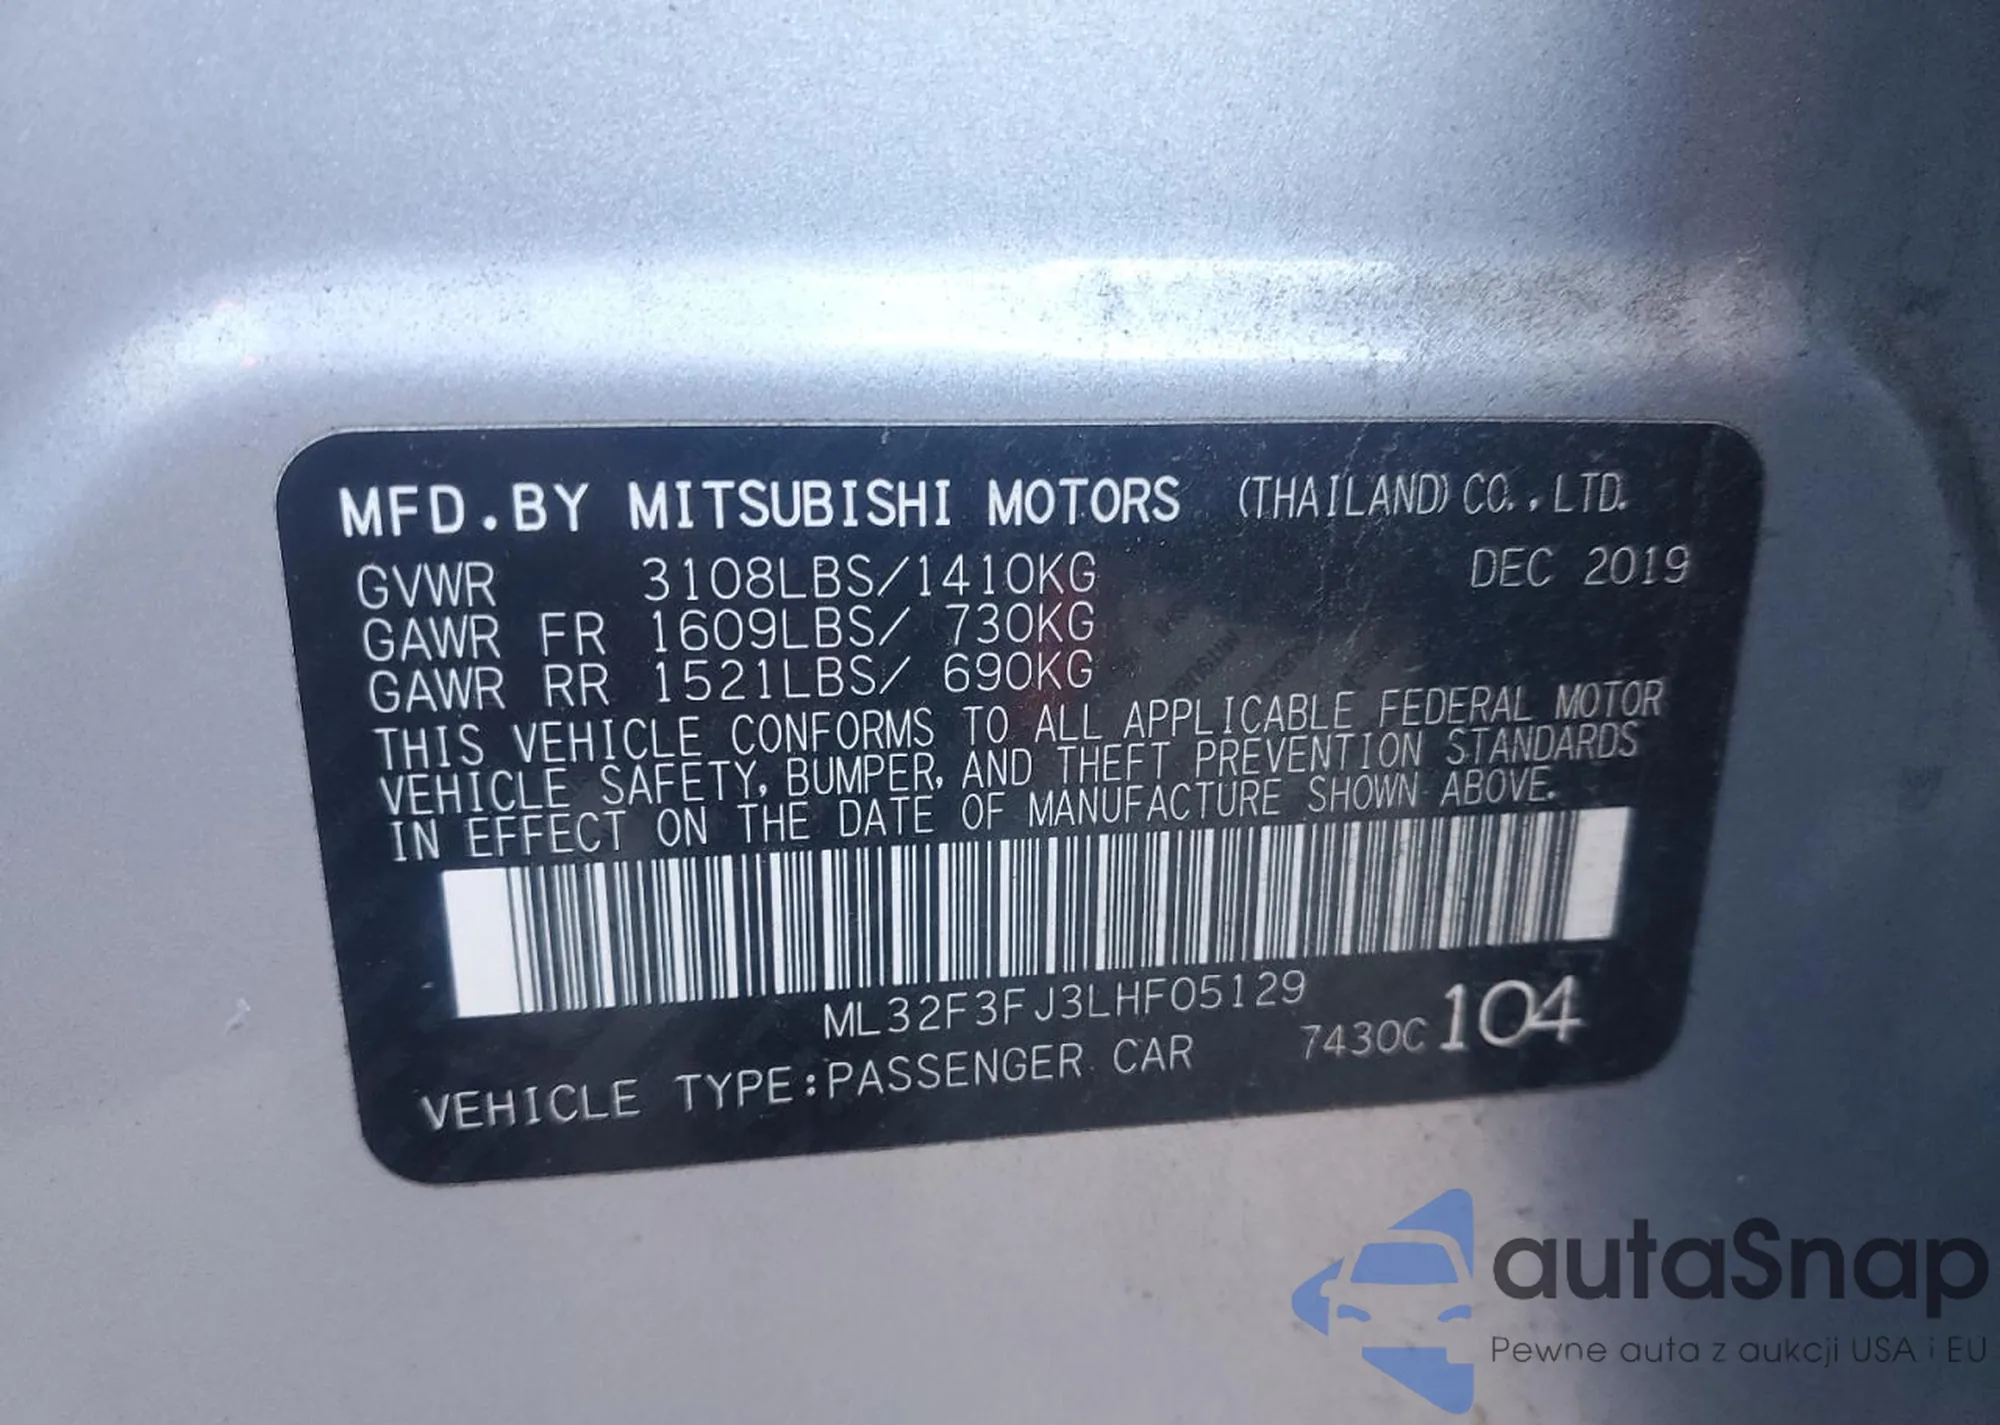 MFD.BY MITSUBISHI MOTORS (THAILAND) CO., LTD.
GVWR 3108LBS/1410KG DEC 2019
GAWR FR 1609LBS/ 730KG
GAWR RR 1521LBS/ 690KG
THIS VEHICLE CONFORMS TO ALL APPLICABLE FEDERAL MOTOR
VEHICLE SAFETY, BUMPER, AND THEFT PREVENTION STANDARDS
IN EFFECT ON THE DATE OF MANUFACTURE SHOWN ABOVE.
ML32F3FJ3LHF05129
VEHICLE TYPE:PASSENGER CAR 7430C 104
autaSnap
Pewne auta z aukcji USA i EU